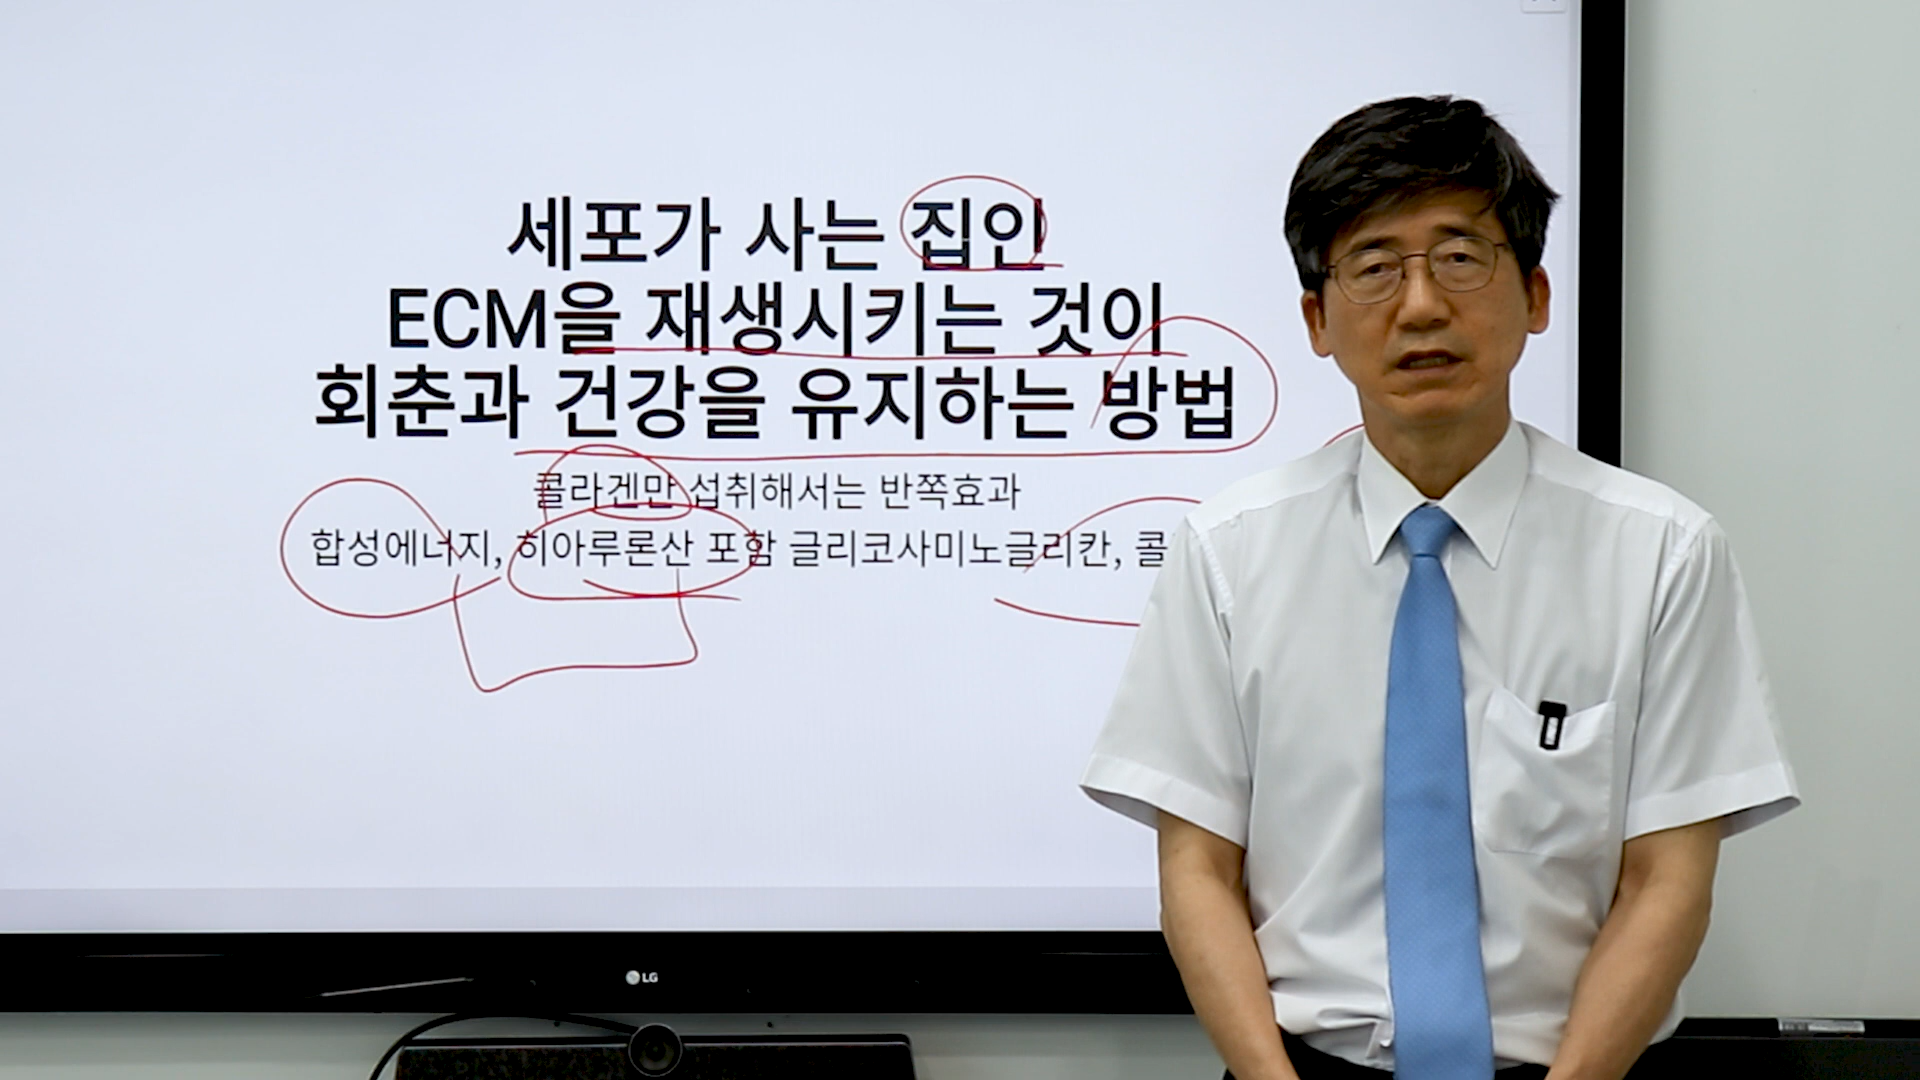 세포가 사는 집인
ECM을 재생시키는 것이
회춘과 건강을 유지하는 방법
콜라겐만 섭취해서는 반쪽효과
합성에너지, 히아루론산 포함 글리코사미노글리칸, 콜
LG